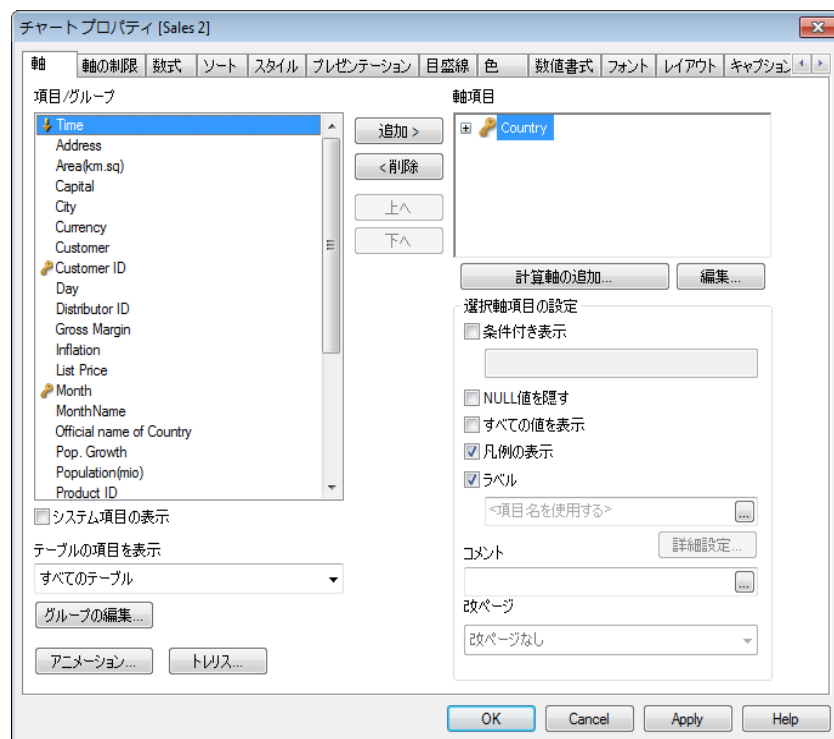 チャート プロパティ [Sales 2]
軸 軸の制限 数式 ソート スタイル プレゼンテーション 目盛線 色 数値書式 フォント レイアウト キャプション
項目/グループ
Time
Address
Area(km.sq)
Capital
City
Currency
Customer
Customer ID
Day
Distributor ID
Gross Margin
Inflation
List Price
Month
MonthName
Official name of Country
Pop. Growth
Population(mio)
Product ID
システム項目の表示
テーブルの項目を表示
すべてのテーブル
グループの編集...
アニメーション... トレリス...
追加 >
< 削除
上へ
下へ
軸項目
Country
計算軸の追加... 編集...
選択軸項目の設定
条件付き表示
NULL値を隠す
すべての値を表示
凡例の表示
ラベル
<項目名を使用する> ...
詳細設定...
コメント
...
改ページ
改ページなし
OK Cancel Apply Help